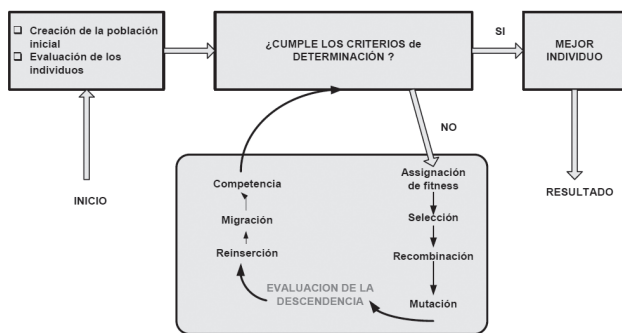 ❑ Creación de la población
inicial
❑ Evaluación de los
individuos
¿CUMPLE LOS CRITERIOS de
DETERMINACIÓN ?
SI
MEJOR
INDIVIDUO
NO
INICIO
RESULTADO
Asignación
de fitness
Selección
Recombinación
Mutación
EVALUACION DE LA
DESCENDENCIA
Reinserción
Migración
Competencia